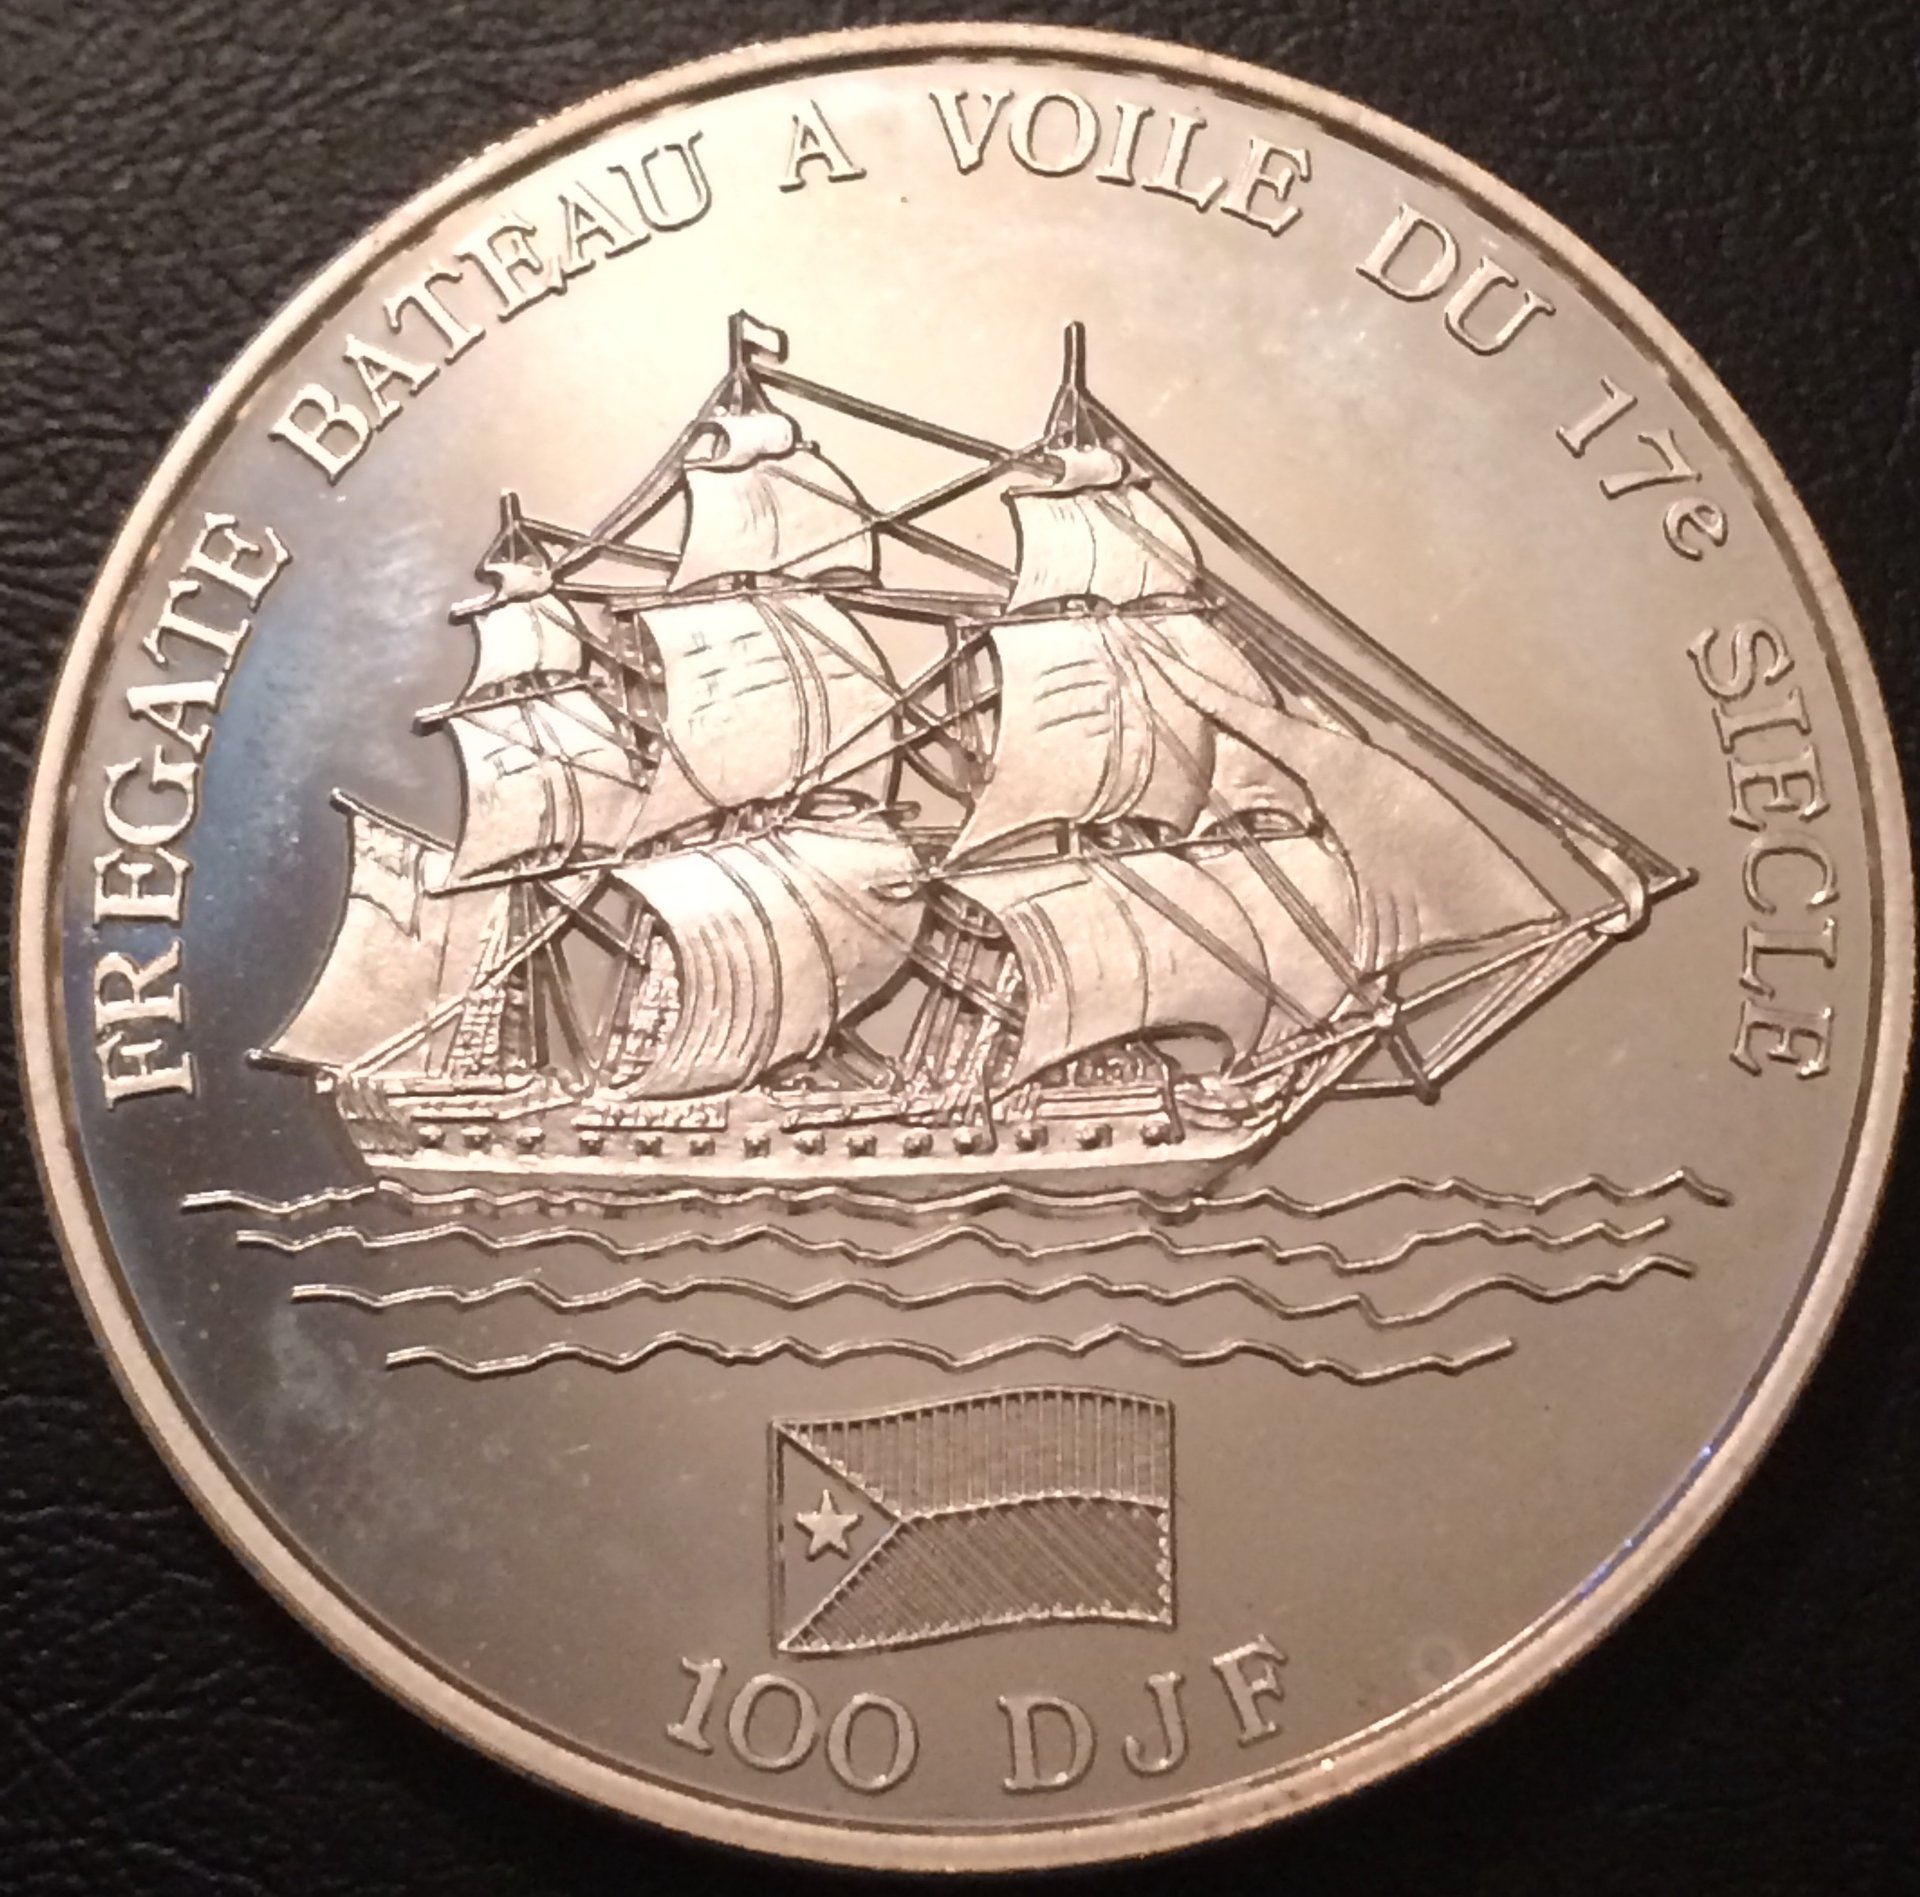 FREGATE BATEAU A VOILE DU 17e SIECLE
100 DJF